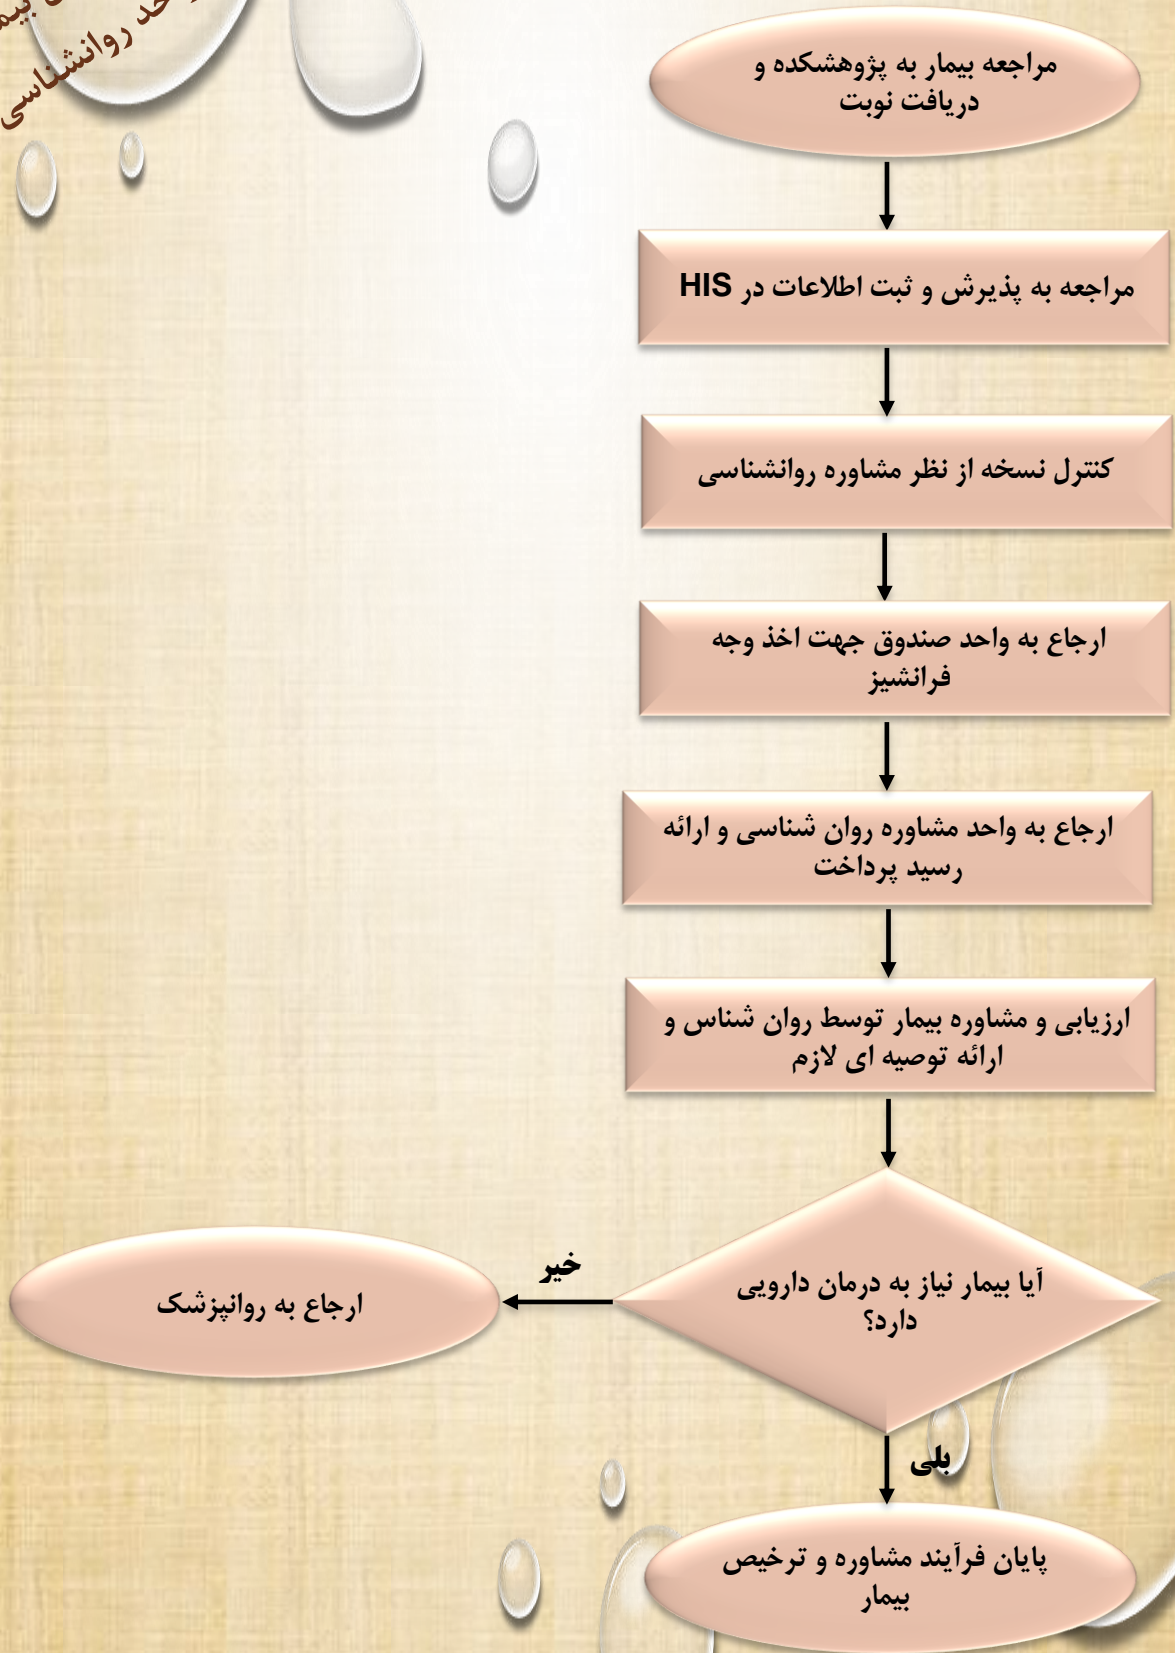 واحد روانشناسی
مراجعه بیمار به پژوهشکده و
دریافت نوبت
مراجعه به پذیرش و ثبت اطلاعات در HIS
کنترل نسخه از نظر مشاوره روانشناسی
ارجاع به واحد صندوق جهت اخذ وجه
فرانشیز
ارجاع به واحد مشاوره روان شناسی و ارائه
رسید پرداخت
ارزیابی و مشاوره بیمار توسط روان شناس و
ارائه توصیه ای لازم
آیا بیمار نیاز به درمان دارویی
دارد؟
خیر
ارجاع به روانپزشک
بلی
پایان فرآیند مشاوره و ترخیص
بیمار